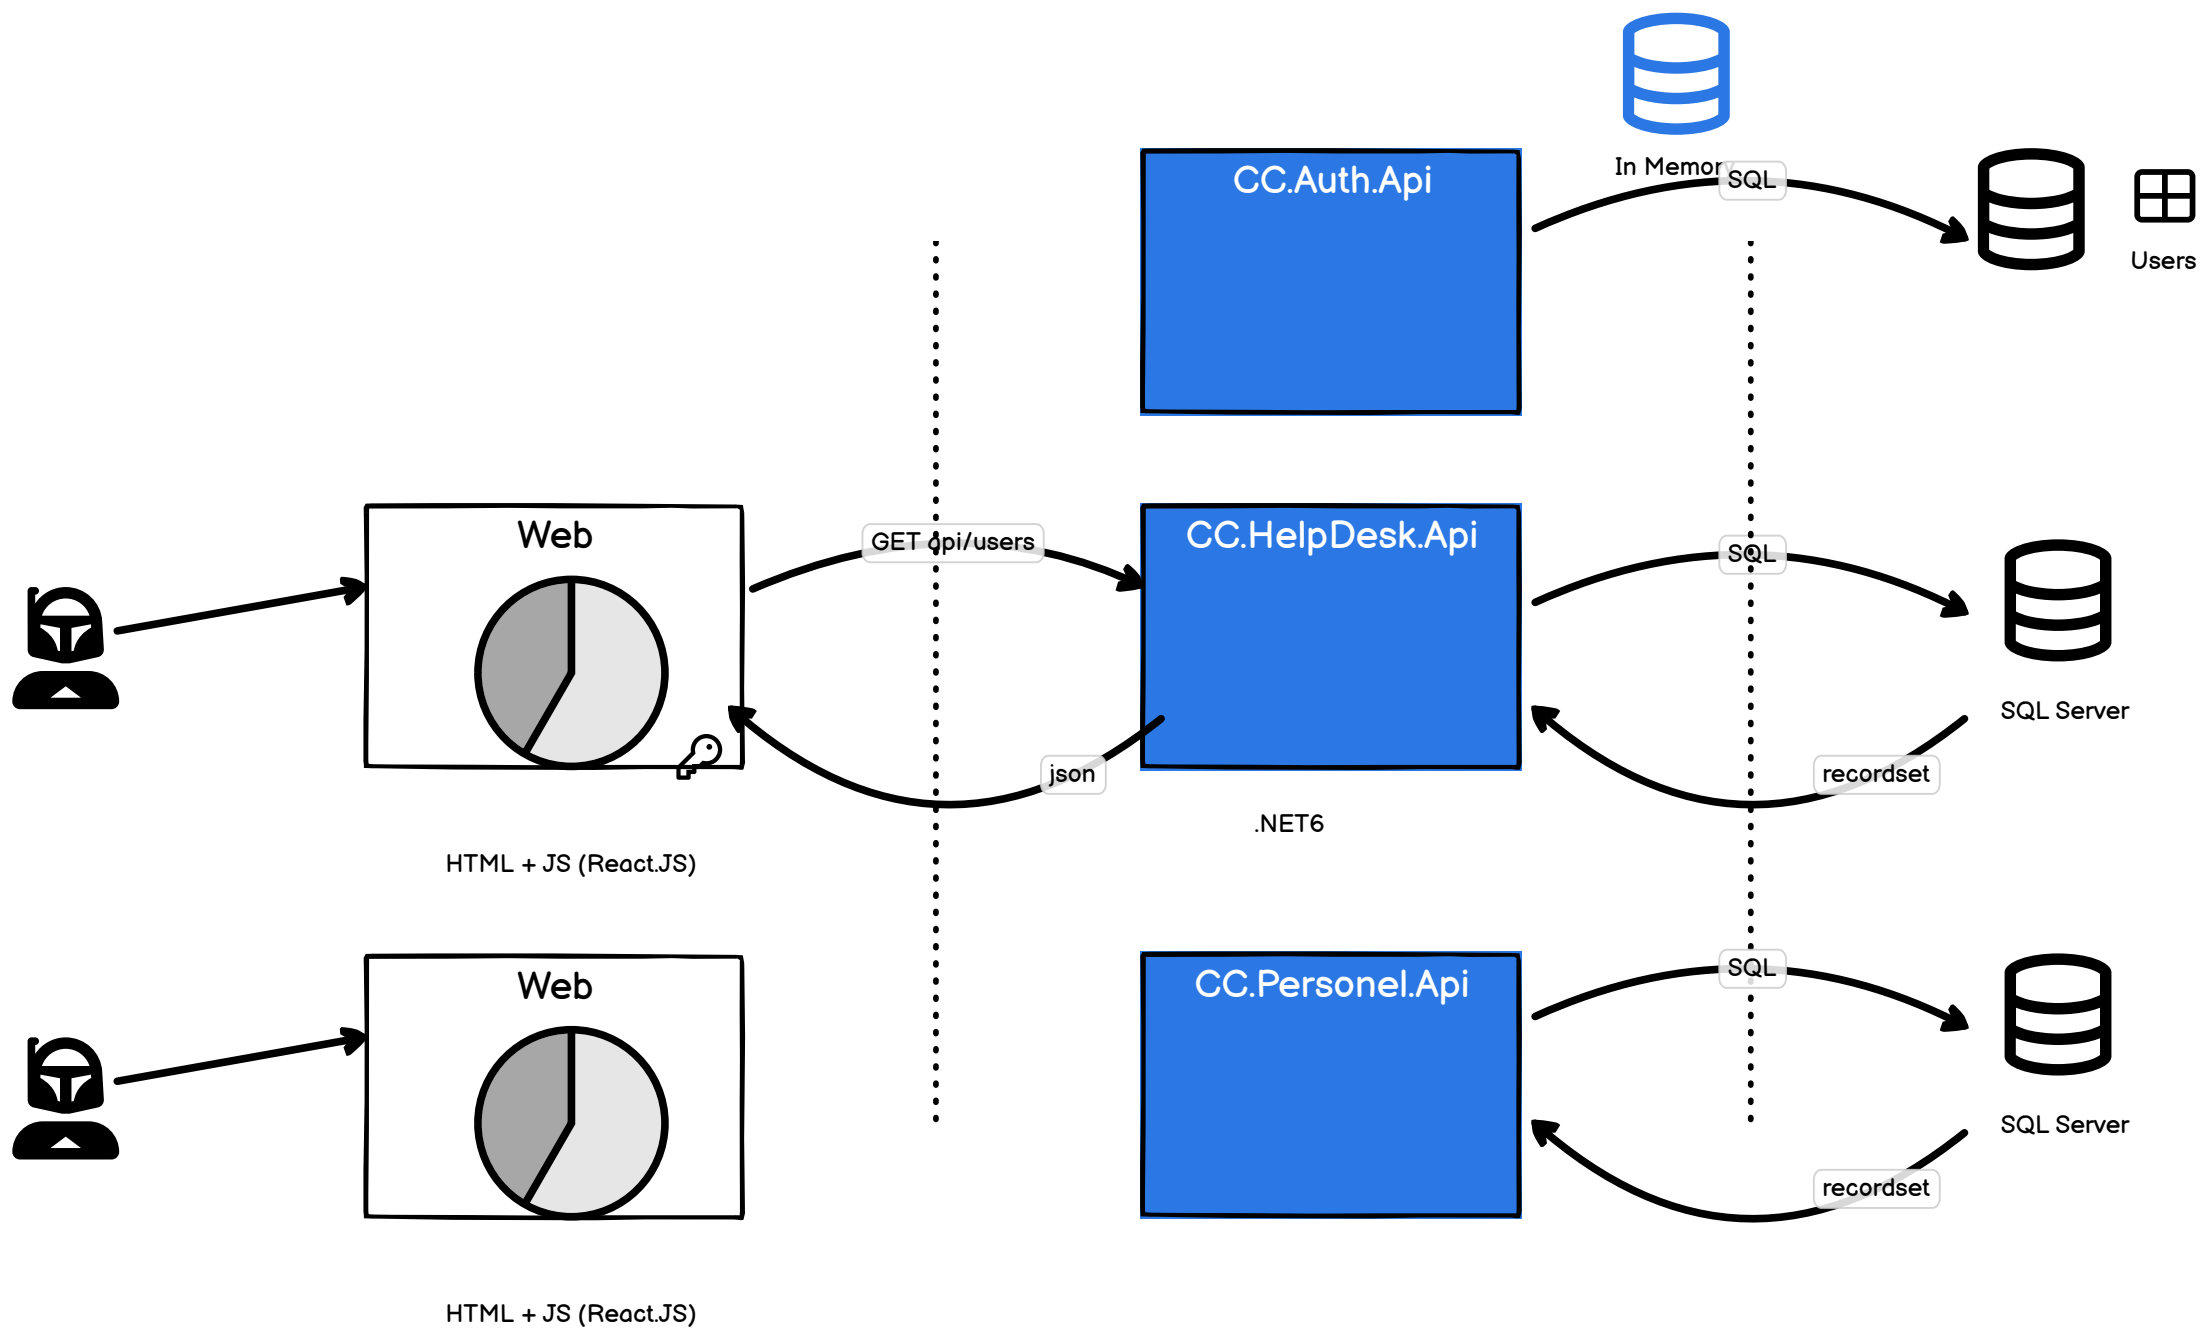 In Memory
CC.Auth.Api
SQL
Users
Web
GET api/users
CC.HelpDesk.Api
SQL
SQL Server
json
recordset
.NET6
HTML + JS (React.JS)
Web
CC.Personel.Api
SQL
SQL Server
recordset
HTML + JS (React.JS)